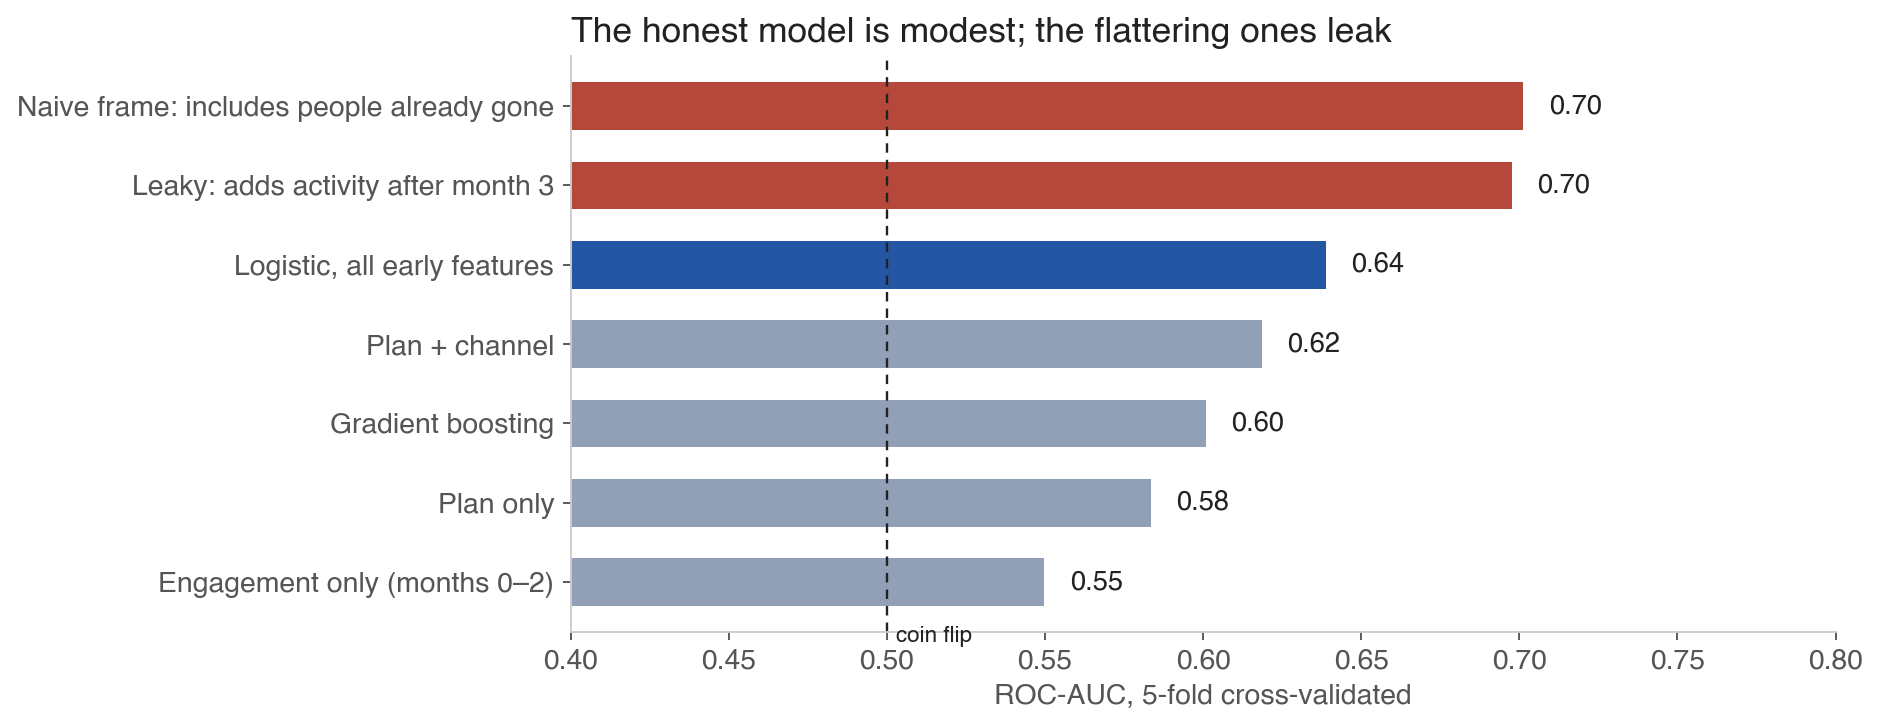 The honest model is modest; the flattering ones leak
Naive frame: includes people already gone
0.70
Leaky: adds activity after month 3
0.70
Logistic, all early features
0.64
Plan + channel
0.62
Gradient boosting
0.60
Plan only
0.58
Engagement only (months 0–2)
0.55
coin flip
0.40 0.45 0.50 0.55 0.60 0.65 0.70 0.75 0.80
ROC-AUC, 5-fold cross-validated